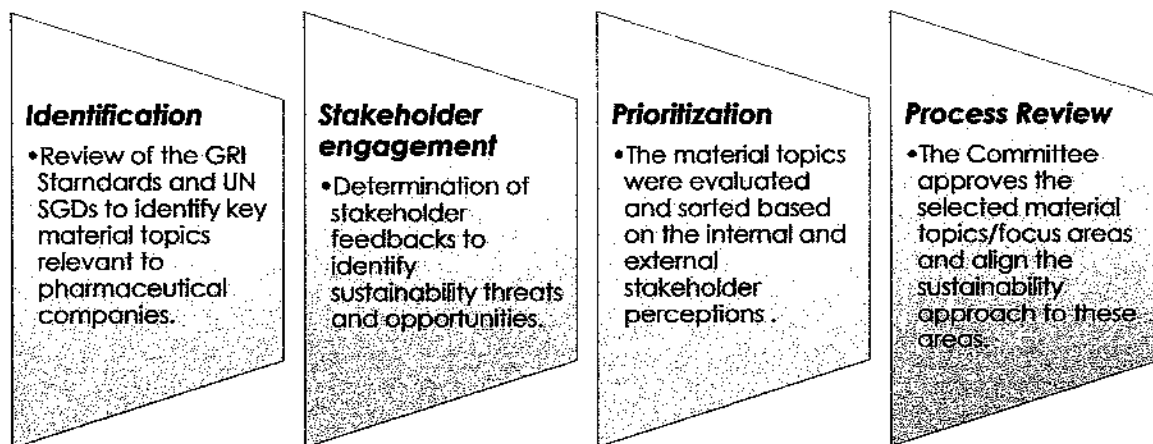 Identification
•Review of the GRI
Starndards and UN
SGDs to identify key
material topics
relevant to
pharmaceutical
companies.
Stakeholder
engagement
•Determination of
stakeholder
feedbacks to
identify
sustainability threats
and opportunities.
Prioritization
•The material topics
were evaluated
and sorted based
on the internal and
external
stakeholder
perceptions .
Process Review
•The Committee
approves the
selected material
topics/focus areas
and align the
sustainability
approach to these
areas.